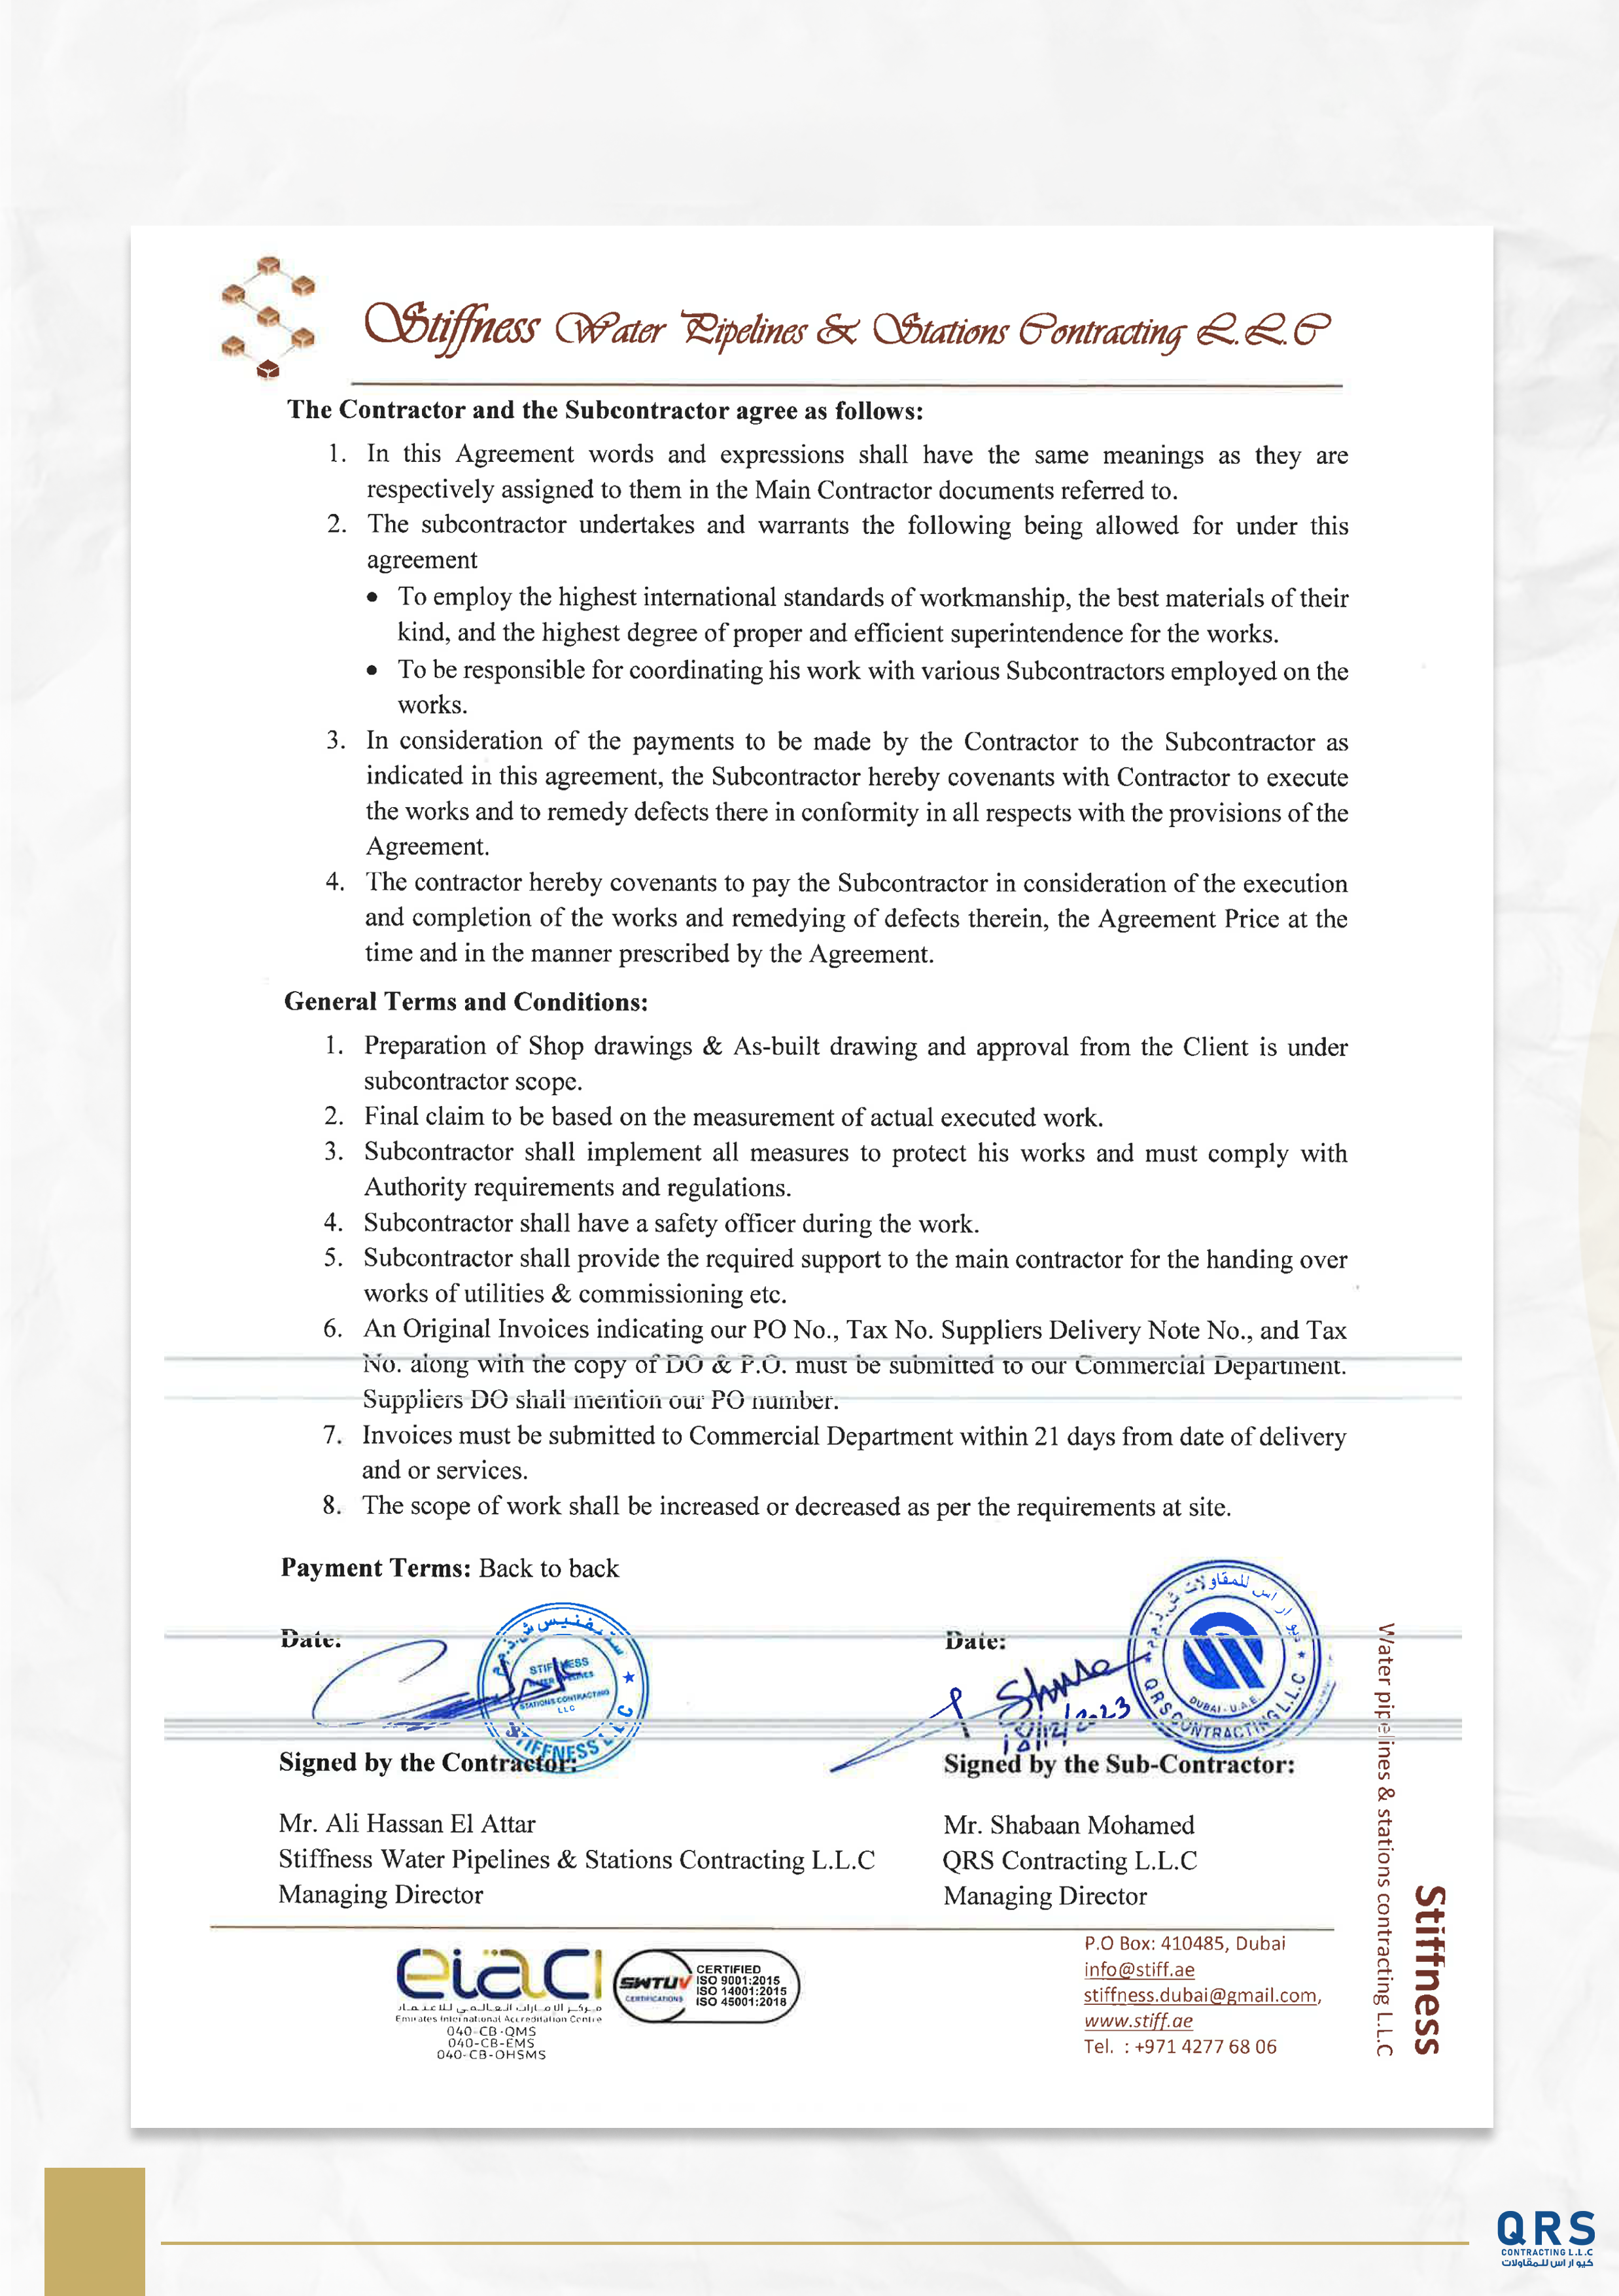 Stiffness Water Pipelines & Stations Contracting L.L.C
The Contractor and the Subcontractor agree as follows:
1. In this Agreement words and expressions shall have the same meanings as they are
respectively assigned to them in the Main Contractor documents referred to.
2. The subcontractor undertakes and warrants the following being allowed for under this
agreement
• To employ the highest international standards of workmanship, the best materials of their
kind, and the highest degree of proper and efficient superintendence for the works.
• To be responsible for coordinating his work with various Subcontractors employed on the
works.
3. In consideration of the payments to be made by the Contractor to the Subcontractor as
indicated in this agreement, the Subcontractor hereby covenants with Contractor to execute
the works and to remedy defects there in conformity in all respects with the provisions of the
Agreement.
4. The contractor hereby covenants to pay the Subcontractor in consideration of the execution
and completion of the works and remedying of defects therein, the Agreement Price at the
time and in the manner prescribed by the Agreement.
General Terms and Conditions:
1. Preparation of Shop drawings & As-built drawing and approval from the Client is under
subcontractor scope.
2. Final claim to be based on the measurement of actual executed work.
3. Subcontractor shall implement all measures to protect his works and must comply with
Authority requirements and regulations.
4. Subcontractor shall have a safety officer during the work.
5. Subcontractor shall provide the required support to the main contractor for the handing over
works of utilities & commissioning etc.
6. An Original Invoices indicating our PO No., Tax No. Suppliers Delivery Note No., and Tax
No. along with the copy of DO & P.O. must be submitted to our Commercial Department.
Suppliers DO shall mention our PO number.
7. Invoices must be submitted to Commercial Department within 21 days from date of delivery
and or services.
8. The scope of work shall be increased or decreased as per the requirements at site.
Payment Terms: Back to back
Date:
ستيفنيس ش.ذ.م.م
STIFFNESS
WATER PIPELINES
STATIONS CONTRACTING
LLC
STIFFNESS L.L.C
Date:
كيو ار اس للمقاولات ش.ذ.م.م
DUBAI - U.A.E.
QRS CONTRACTING L.L.C
Signed by the Contractor:
Signed by the Sub-Contractor:
Mr. Ali Hassan El Attar
Stiffness Water Pipelines & Stations Contracting L.L.C
Managing Director
Mr. Shabaan Mohamed
QRS Contracting L.L.C
Managing Director
Water pipelines & stations contracting L.L.C
Stiffness
eiac
مركز الإمارات العالمي للاعتماد
Emirates International Accreditation Centre
040-CB-QMS
040-CB-EMS
040-CB-OHSMS
SWTUV
CERTIFICATIONS
CERTIFIED
ISO 9001:2015
ISO 14001:2015
ISO 45001:2018
P.O Box: 410485, Dubai
info@stiff.ae
stiffness.dubai@gmail.com,
www.stiff.ae
Tel. : +971 4277 68 06
QRS
CONTRACTING L.L.C
كيو ار اس للمقاولات